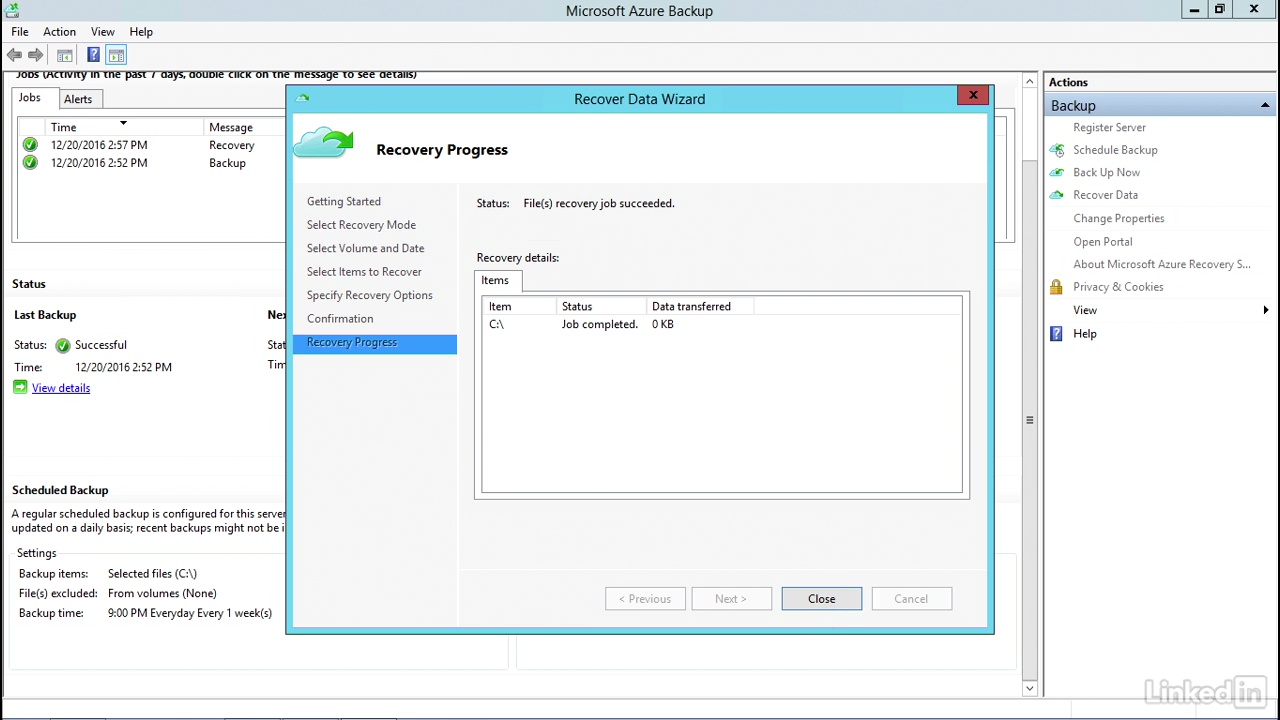 Microsoft Azure Backup
File Action View Help
Jobs (Activity in the past 7 days, double click on the message to see details)
Jobs Alerts
Time Message
12/20/2016 2:57 PM Recovery
12/20/2016 2:52 PM Backup
Status
Last Backup
Status: Successful
Time: 12/20/2016 2:52 PM
View details
Nex
Stat
Tim
Scheduled Backup
A regular scheduled backup is configured for this server
updated on a daily basis; recent backups might not be i
Settings
Backup items: Selected files (C:\)
File(s) excluded: From volumes (None)
Backup time: 9:00 PM Everyday Every 1 week(s)
Recover Data Wizard
Recovery Progress
Getting Started
Select Recovery Mode
Select Volume and Date
Select Items to Recover
Specify Recovery Options
Confirmation
Recovery Progress
Status: File(s) recovery job succeeded.
Recovery details:
Items
Item Status Data transferred
C:\ Job completed. 0 KB
< Previous Next > Close Cancel
Actions
Backup
Register Server
Schedule Backup
Back Up Now
Recover Data
Change Properties
Open Portal
About Microsoft Azure Recovery S...
Privacy & Cookies
View
Help
LinkedIn